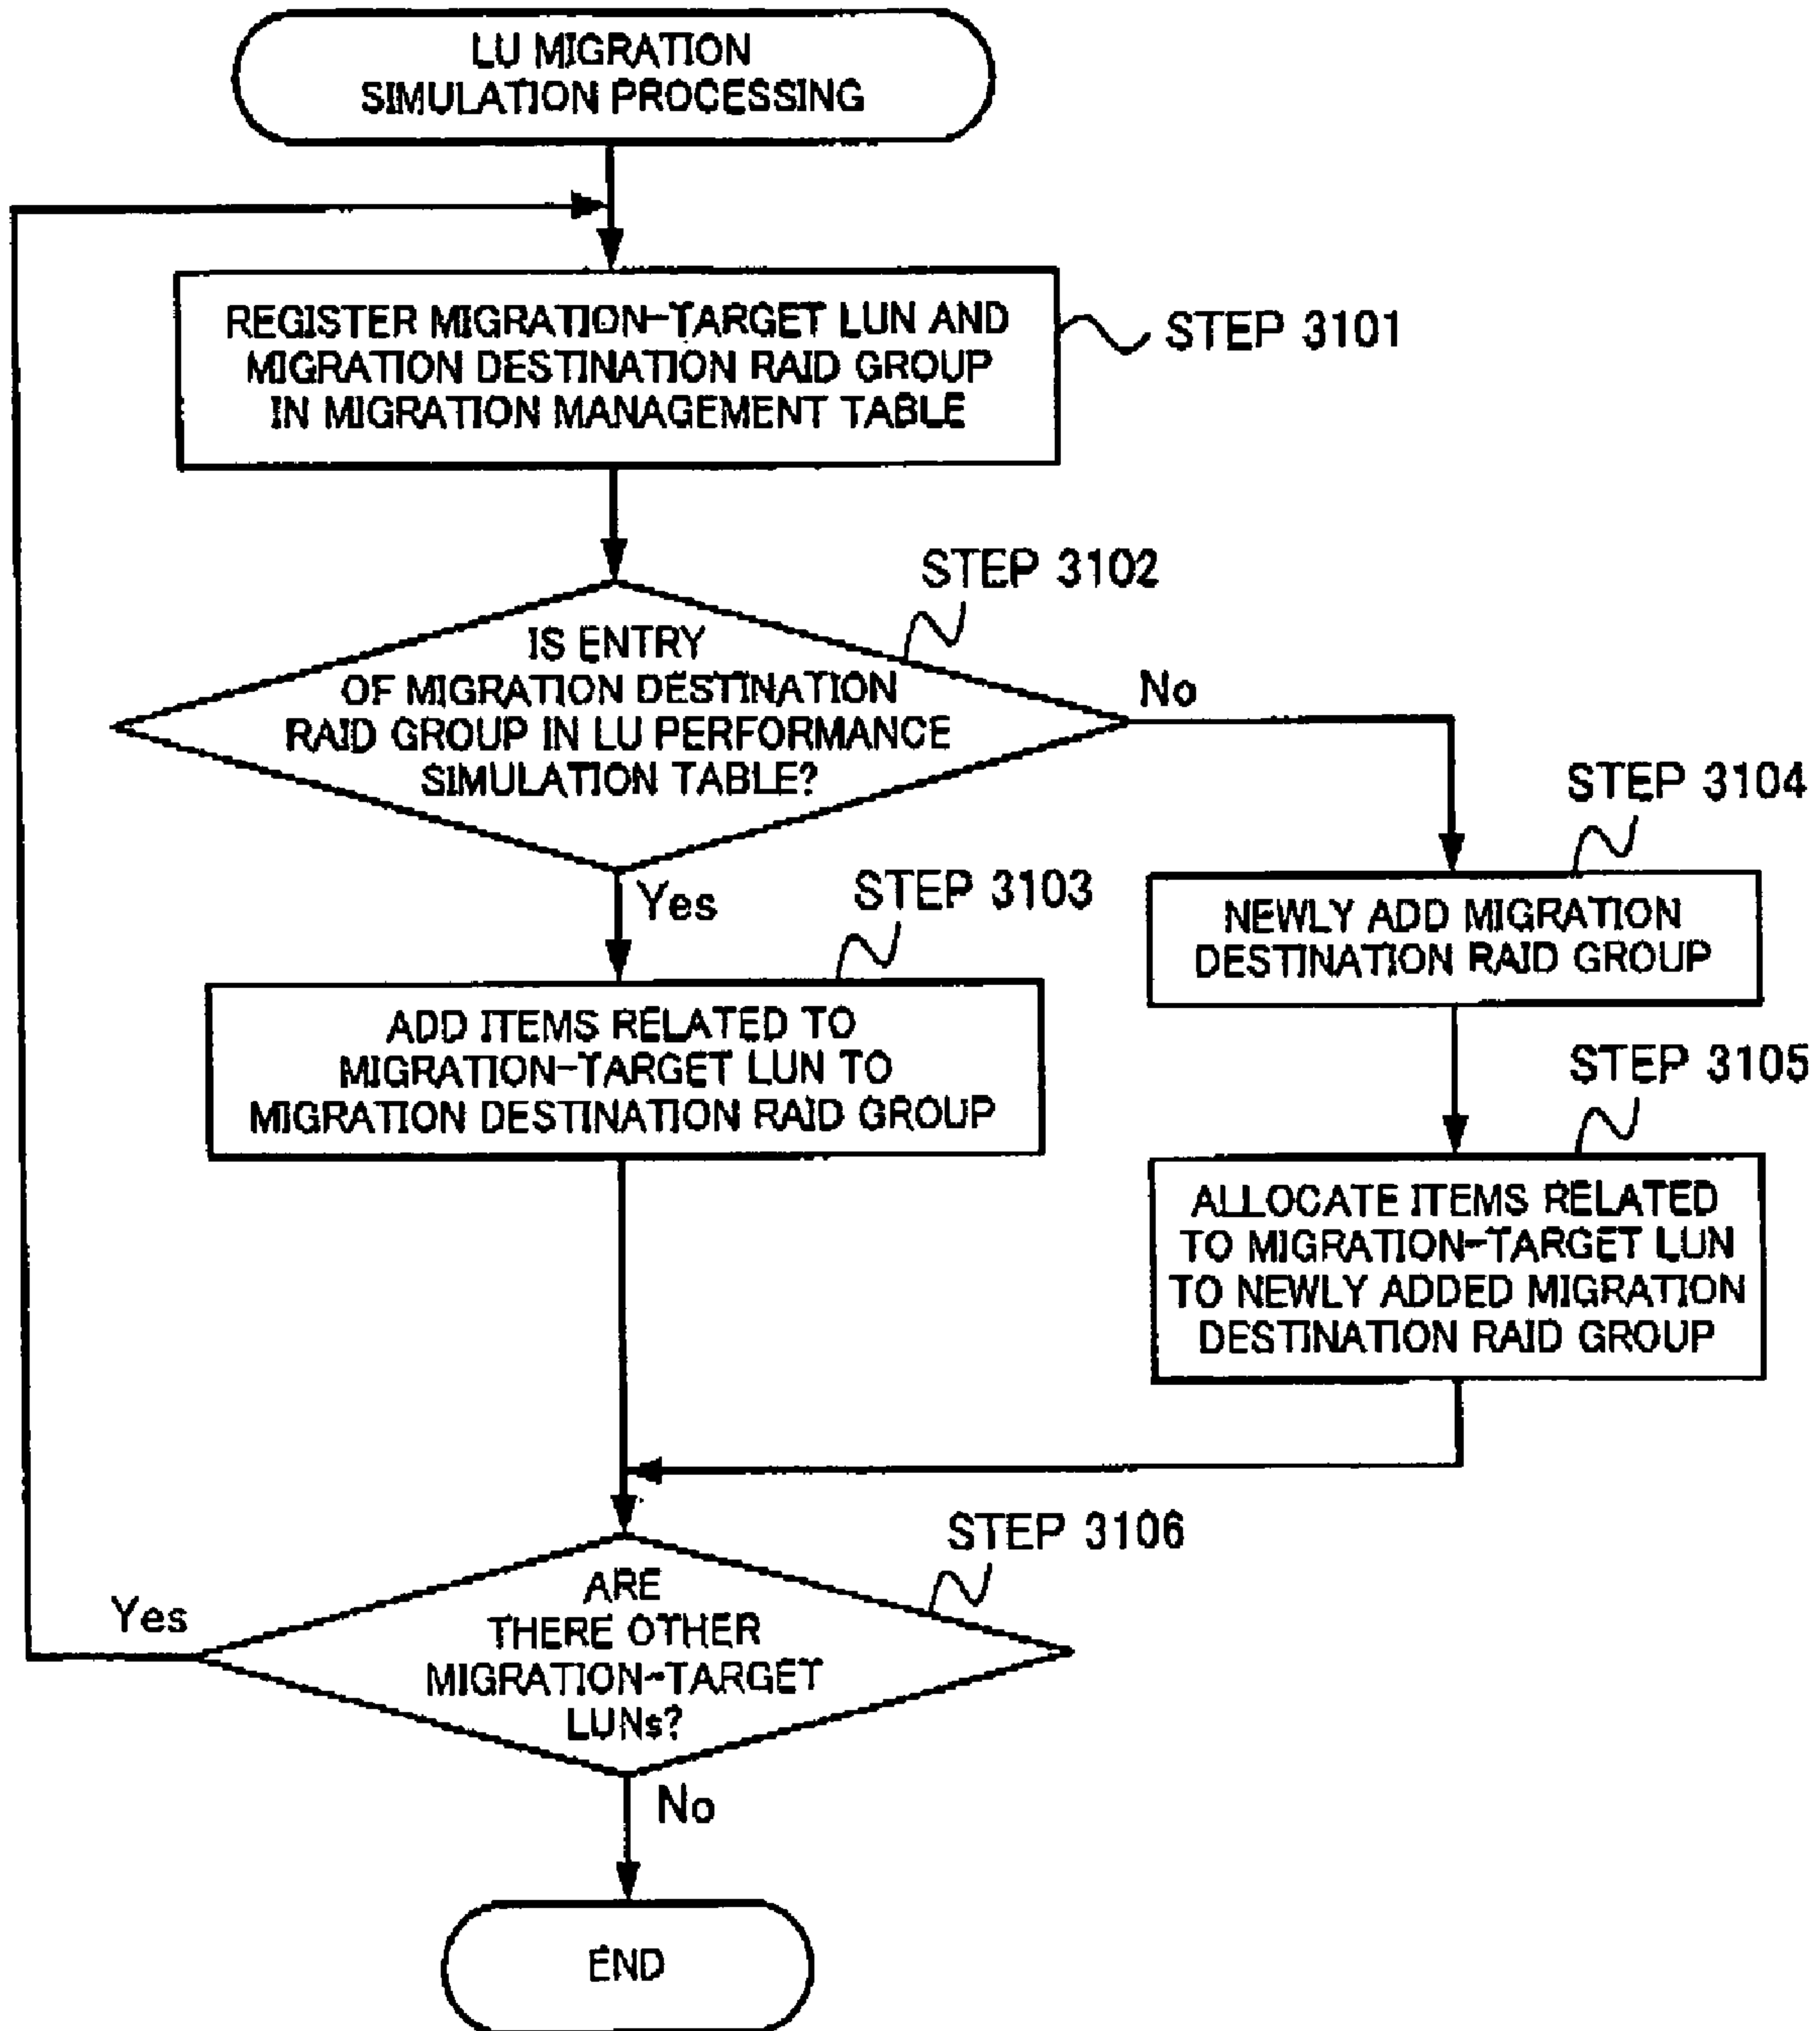 LU MIGRATION
SIMULATION PROCESSING
REGISTER MIGRATION-TARGET LUN AND
MIGRATION DESTINATION RAID GROUP
IN MIGRATION MANAGEMENT TABLE
STEP 3101
STEP 3102
IS ENTRY
OF MIGRATION DESTINATION
RAID GROUP IN LU PERFORMANCE
SIMULATION TABLE?
No
Yes
STEP 3103
ADD ITEMS RELATED TO
MIGRATION-TARGET LUN TO
MIGRATION DESTINATION RAID GROUP
STEP 3104
NEWLY ADD MIGRATION
DESTINATION RAID GROUP
STEP 3105
ALLOCATE ITEMS RELATED
TO MIGRATION-TARGET LUN
TO NEWLY ADDED MIGRATION
DESTINATION RAID GROUP
STEP 3106
ARE
THERE OTHER
MIGRATION-TARGET
LUNs?
Yes
No
END